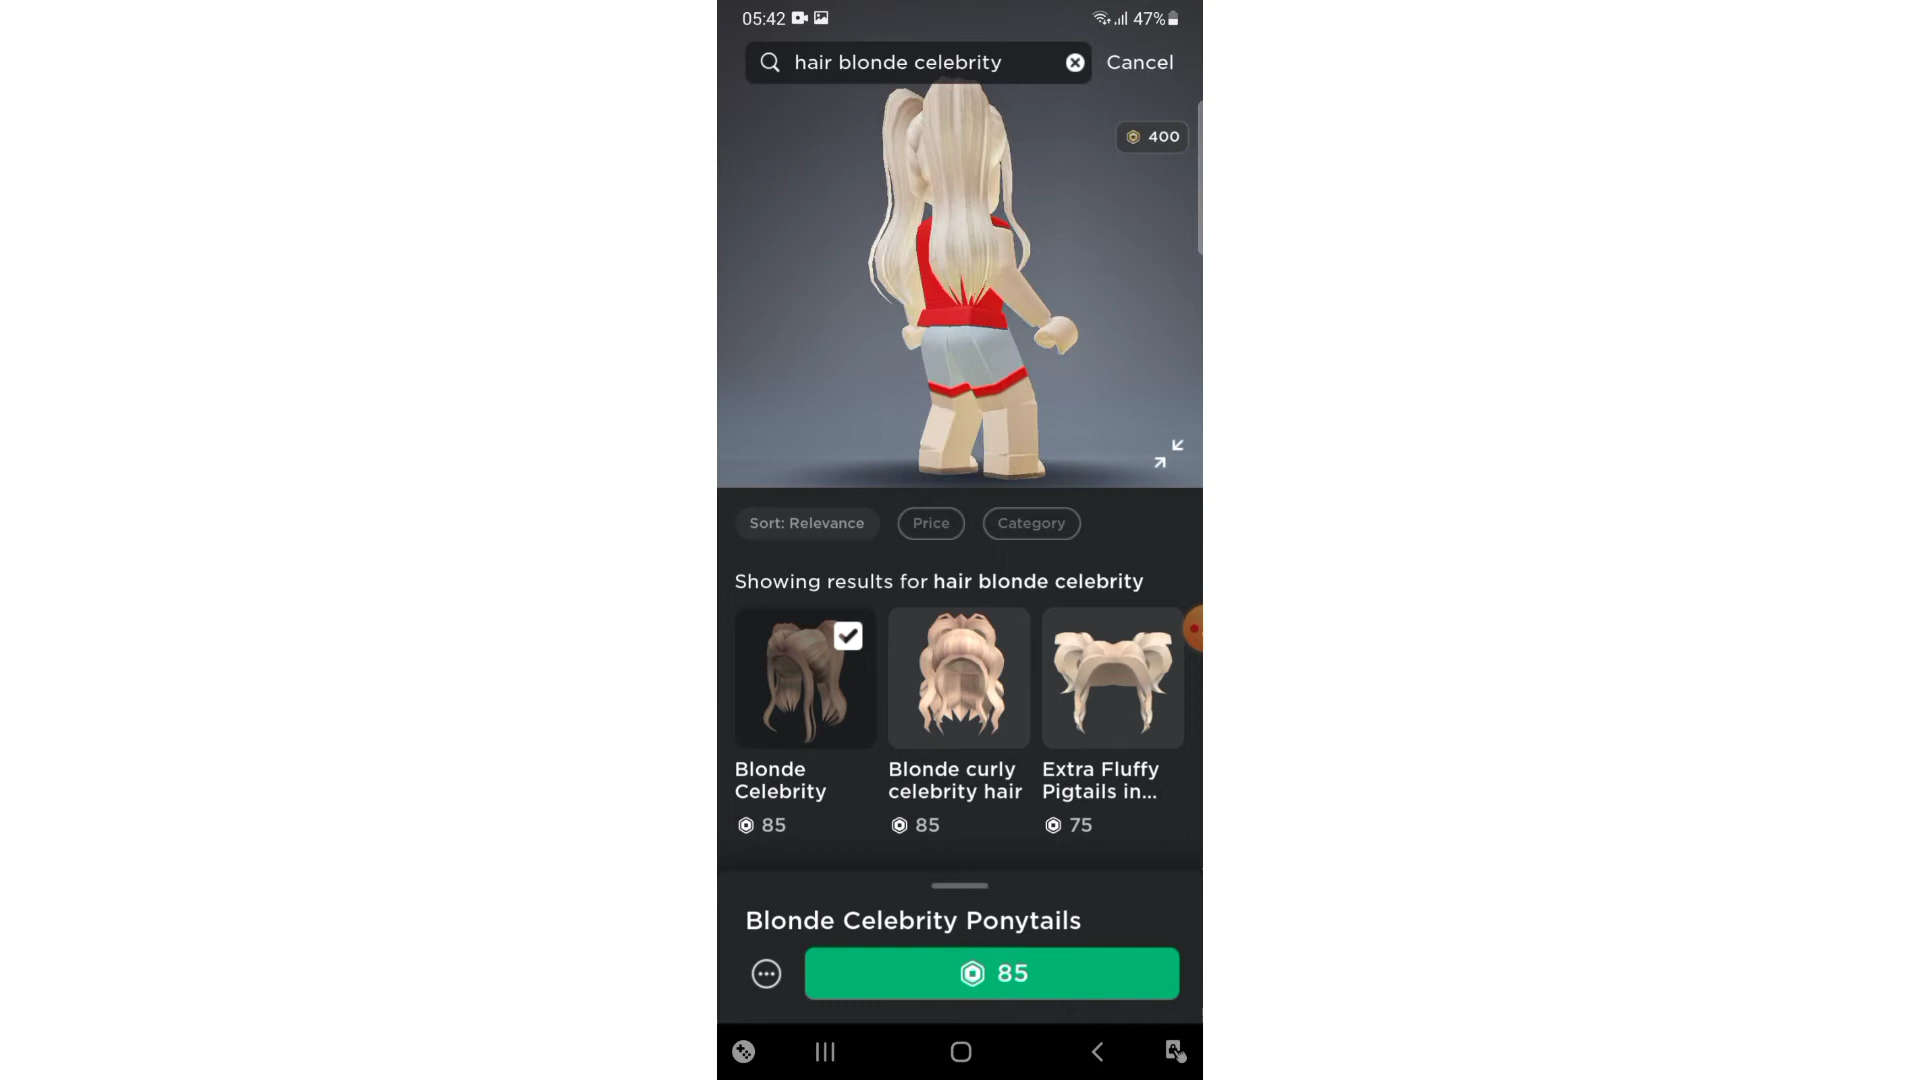 05:42
47%
hair blonde celebrity
Cancel
400
Sort: Relevance
Price
Category
Showing results for hair blonde celebrity
Blonde
Celebrity
85
Blonde curly
celebrity hair
85
Extra Fluffy
Pigtails in...
75
Blonde Celebrity Ponytails
85